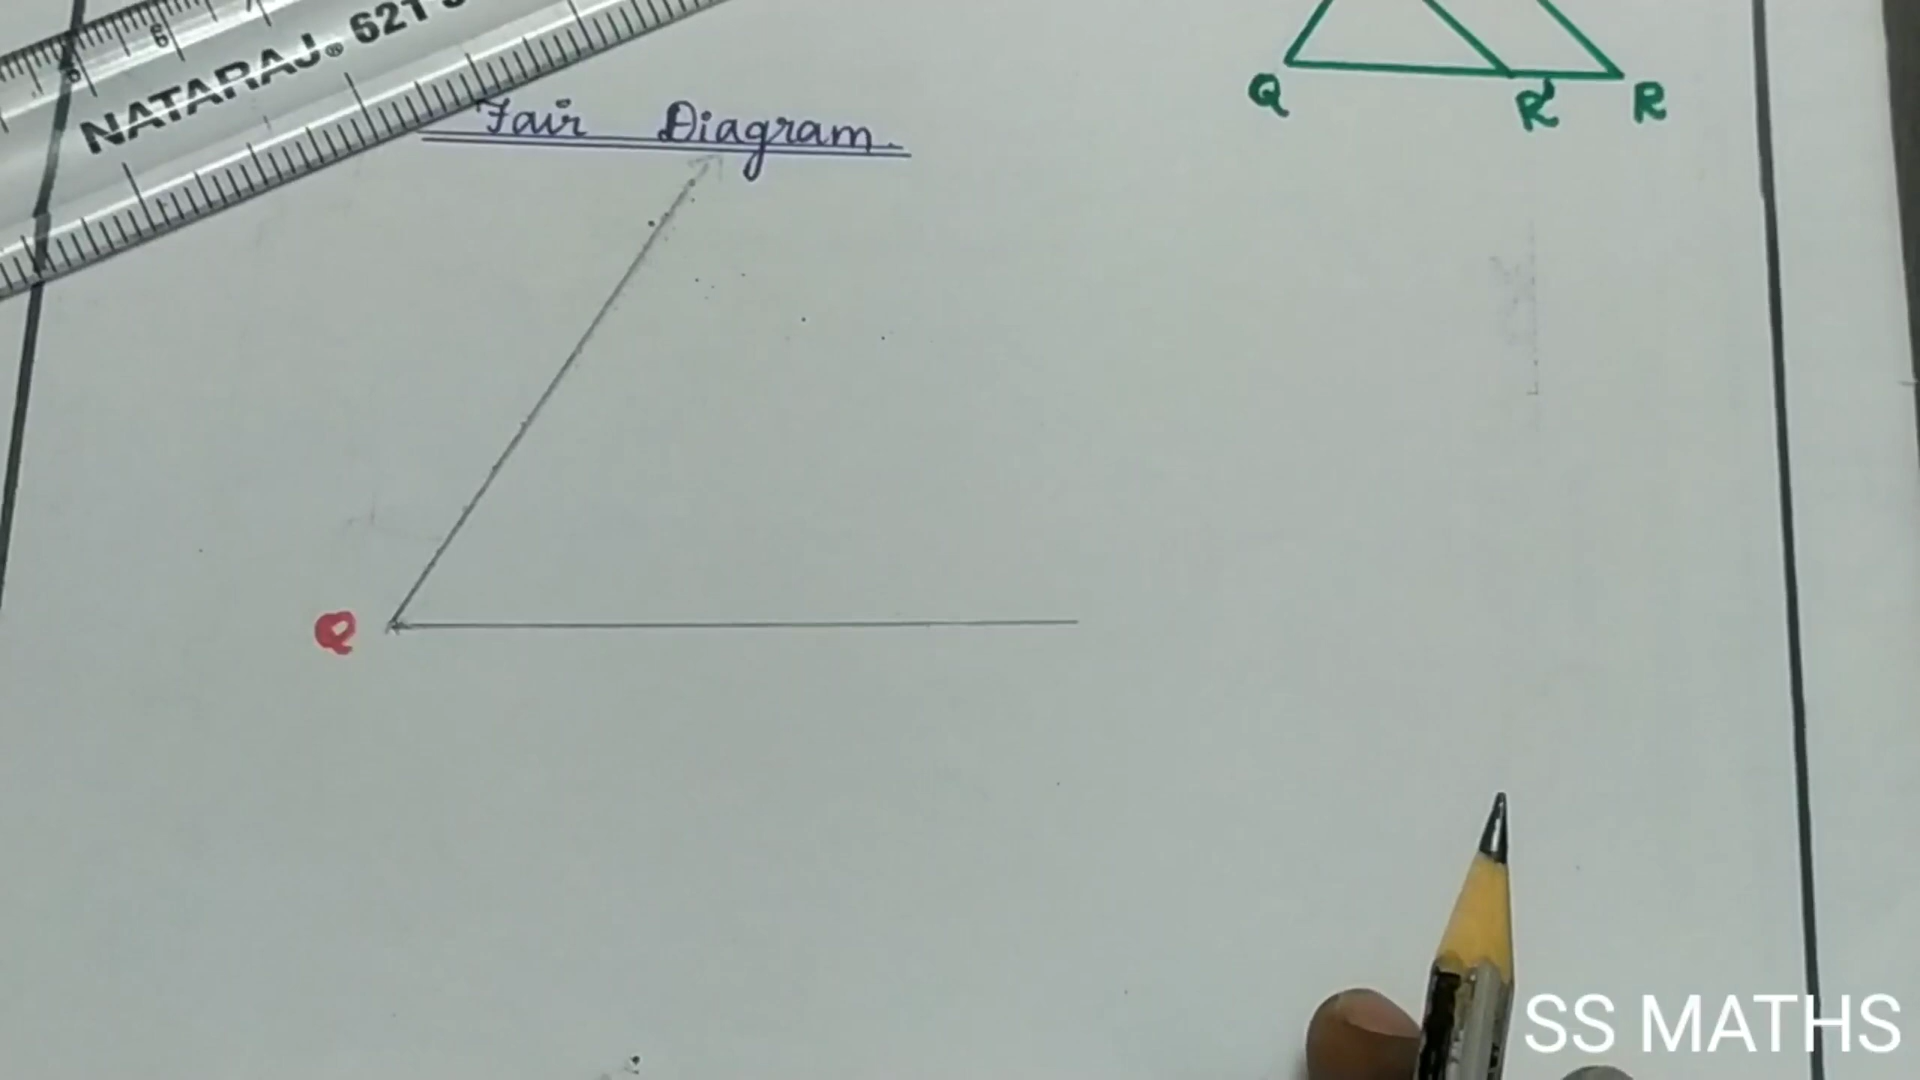 NATARAJ® 621
Q R' R
Fair Diagram.
Q
SS MATHS